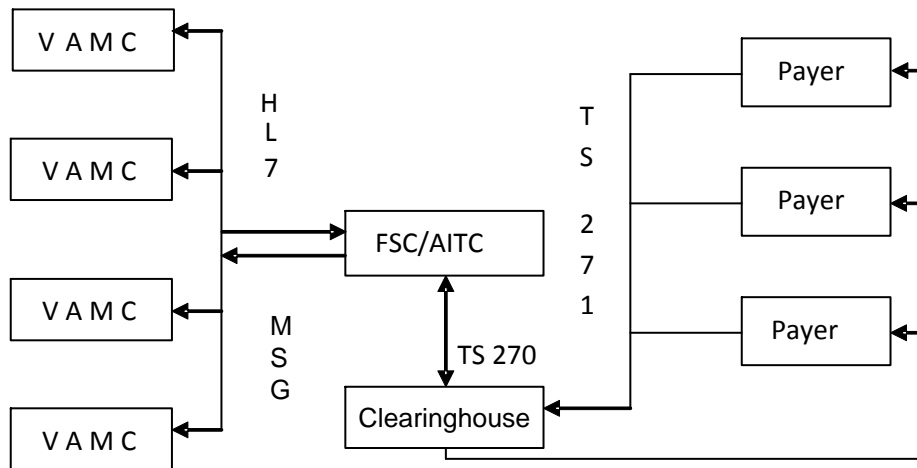 V A M C
V A M C
V A M C
V A M C
H
L
7
M
S
G
FSC/AITC
TS 270
Clearinghouse
T
S
2
7
1
Payer
Payer
Payer